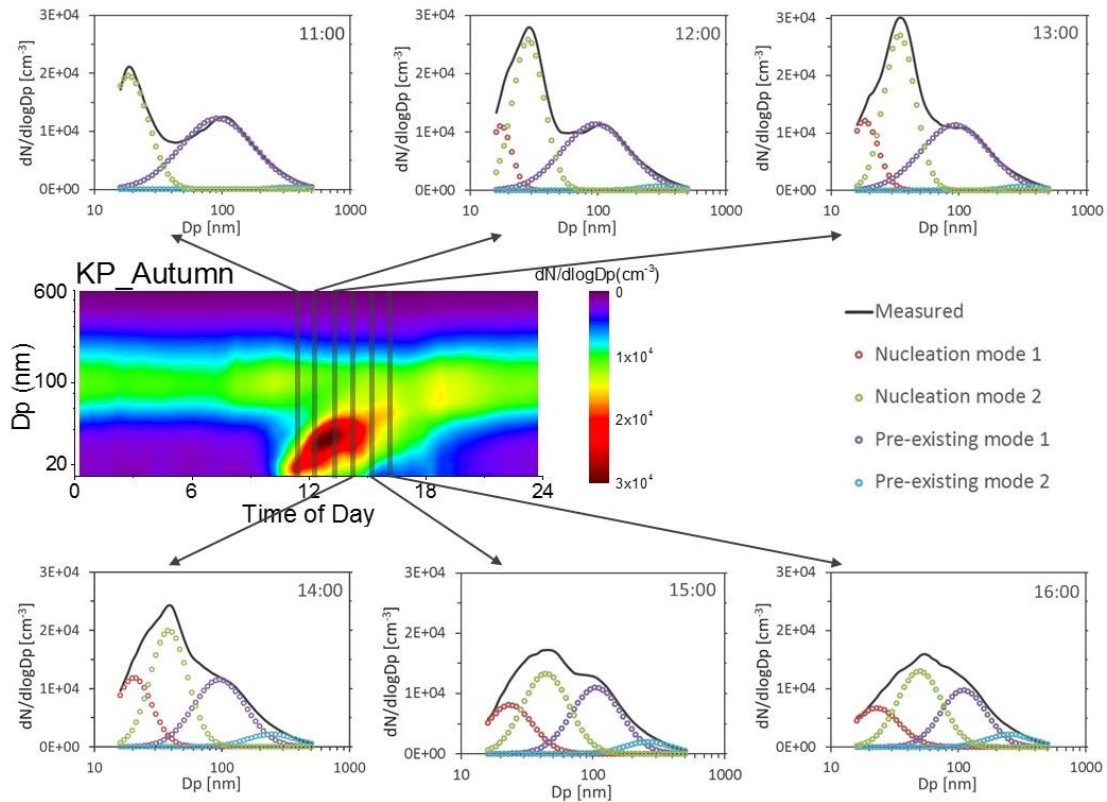 3E+04
2E+04
1E+04
0E+00
dN/dlogDp [cm⁻³]
11:00
10
100
1000
Dp [nm]
3E+04
2E+04
1E+04
0E+00
dN/dlogDp [cm⁻³]
12:00
10
100
1000
Dp [nm]
3E+04
2E+04
1E+04
0E+00
dN/dlogDp [cm⁻³]
13:00
10
100
1000
Dp [nm]
KP_Autumn
dN/dlogDp(cm⁻³)
600
100
20
Dp (nm)
0
6
12
18
24
Time of Day
0
1x10⁴
2x10⁴
3x10⁴
Measured
Nucleation mode 1
Nucleation mode 2
Pre-existing mode 1
Pre-existing mode 2
3E+04
2E+04
1E+04
0E+00
dN/dlogDp [cm⁻³]
14:00
10
100
1000
Dp [nm]
3E+04
2E+04
1E+04
0E+00
dN/dlogDp [cm⁻³]
15:00
10
100
1000
Dp [nm]
3E+04
2E+04
1E+04
0E+00
dN/dlogDp [cm⁻³]
16:00
10
100
1000
Dp [nm]